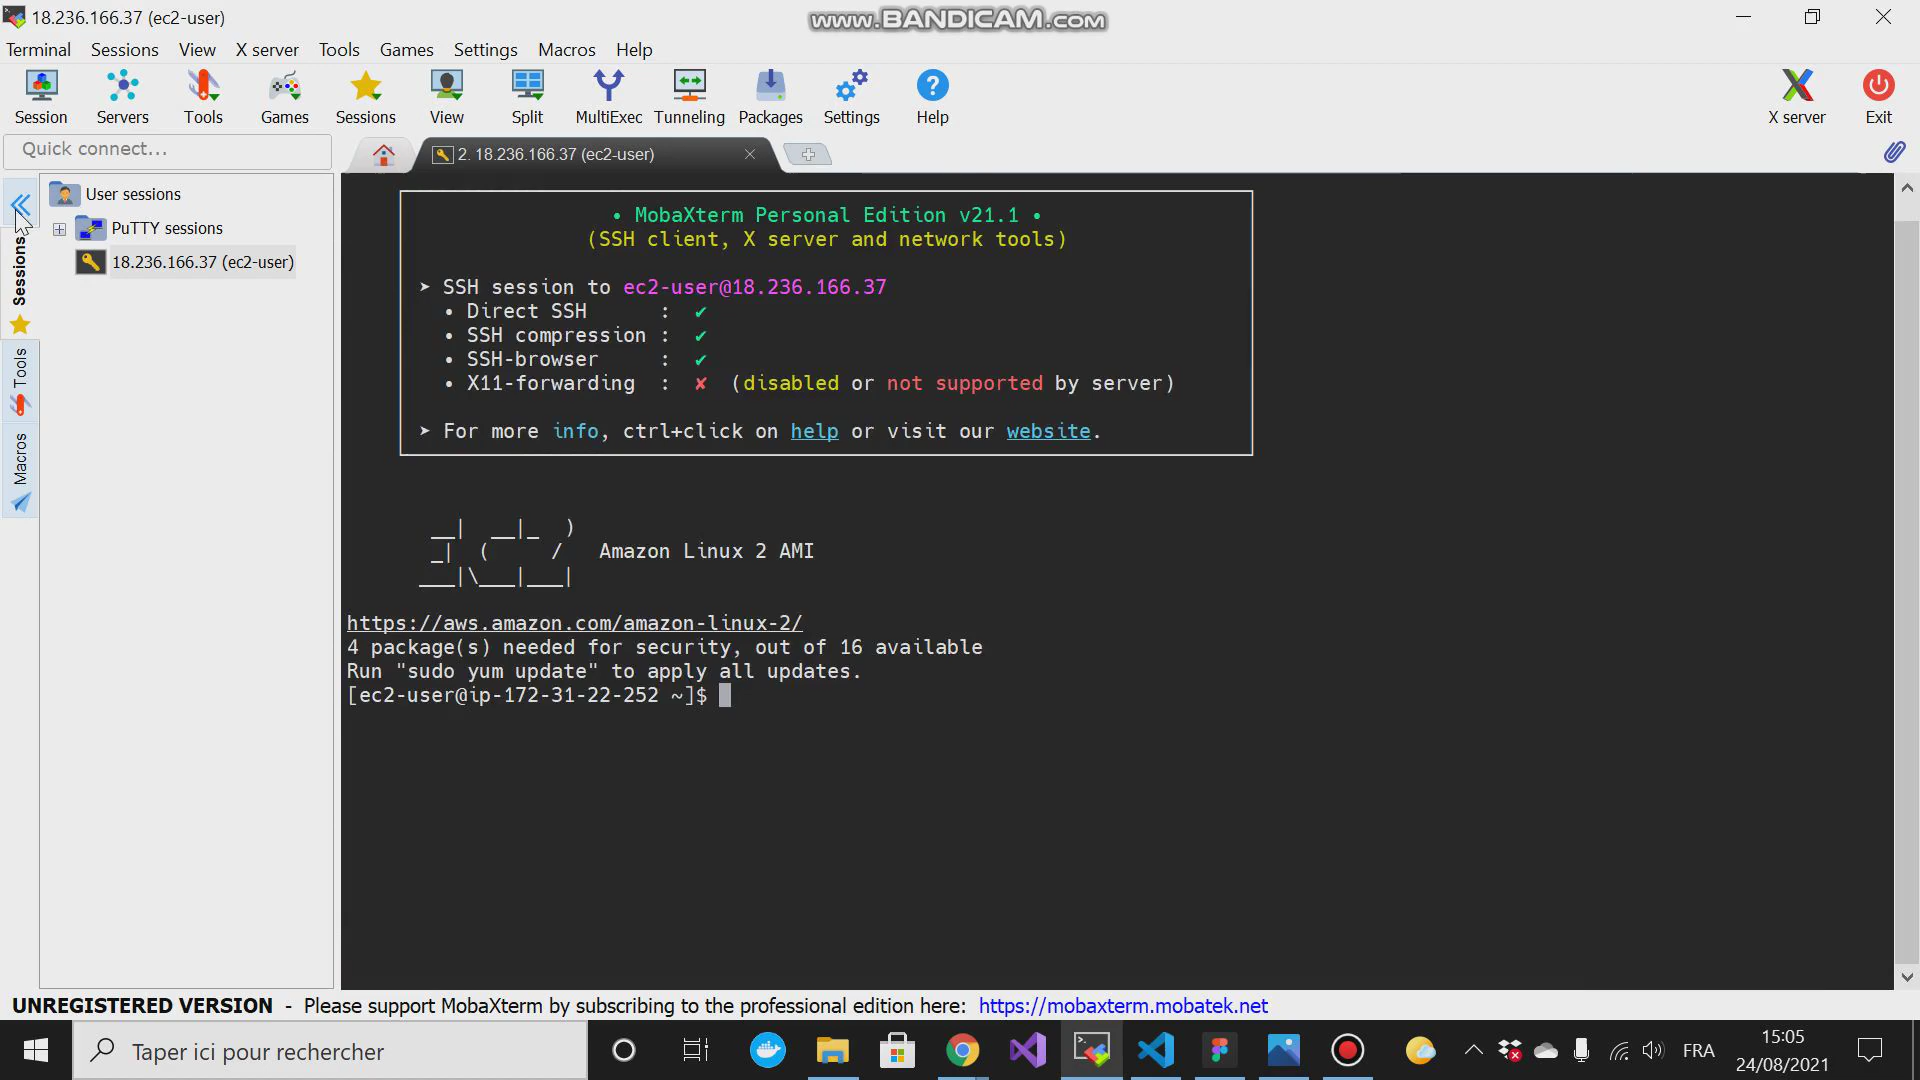 18.236.166.37 (ec2-user)
www.BANDICAM.com
Terminal Sessions View X server Tools Games Settings Macros Help
Session Servers Tools Games Sessions View Split MultiExec Tunneling Packages Settings Help X server Exit
Quick connect...
2. 18.236.166.37 (ec2-user)
User sessions
PuTTY sessions
18.236.166.37 (ec2-user)
Sessions
Tools
Macros
• MobaXterm Personal Edition v21.1 •
(SSH client, X server and network tools)
➤ SSH session to ec2-user@18.236.166.37
• Direct SSH : ✔
• SSH compression : ✔
• SSH-browser : ✔
• X11-forwarding : ✘ (disabled or not supported by server)
➤ For more info, ctrl+click on help or visit our website.
__| __|_ )
_| ( / Amazon Linux 2 AMI
___|\___|___|
https://aws.amazon.com/amazon-linux-2/
4 package(s) needed for security, out of 16 available
Run "sudo yum update" to apply all updates.
[ec2-user@ip-172-31-22-252 ~]$
UNREGISTERED VERSION - Please support MobaXterm by subscribing to the professional edition here: https://mobaxterm.mobatek.net
Taper ici pour rechercher
FRA
15:05
24/08/2021